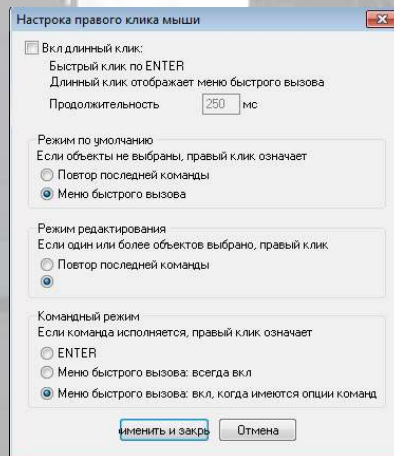 Настрока правого клика мыши
Вкл длинный клик:
Быстрый клик по ENTER
Длинный клик отображает меню быстрого вызова
Продолжительность 250 мс
Режим по умолчанию
Если объекты не выбраны, правый клик означает
Повтор последней команды
Меню быстрого вызова
Режим редактирования
Если один или более объектов выбрано, правый клик
Повтор последней команды
Командный режим
Если команда исполняется, правый клик означает
ENTER
Меню быстрого вызова: всегда вкл
Меню быстрого вызова: вкл, когда имеются опции команд
именить и закры Отмена